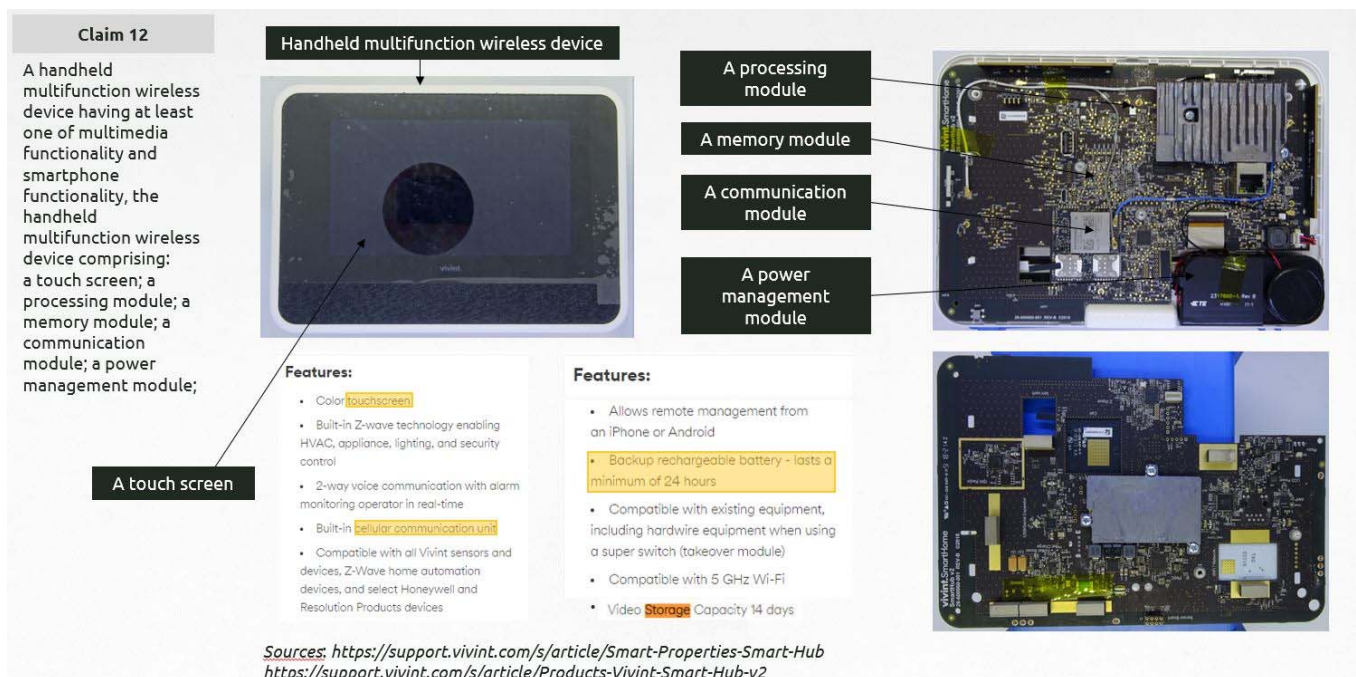 Claim 12
A handheld
multifunction wireless
device having at least
one of multimedia
functionality and
smartphone
functionality, the
handheld
multifunction wireless
device comprising:
a touch screen; a
processing module; a
memory module; a
communication
module; a power
management module;
Handheld multifunction wireless device
vivint.
A touch screen
Features:
• Color touchscreen
• Built-in Z-wave technology enabling
HVAC, appliance, lighting, and security
control
• 2-way voice communication with alarm
monitoring operator in real-time
• Built-in cellular communication unit
• Compatible with all Vivint sensors and
devices, Z-Wave home automation
devices, and select Honeywell and
Resolution Products devices
Features:
• Allows remote management from
an iPhone or Android
• Backup rechargeable battery - lasts a
minimum of 24 hours
• Compatible with existing equipment,
including hardwire equipment when using
a super switch (takeover module)
• Compatible with 5 GHz Wi-Fi
• Video Storage Capacity 14 days
A processing
module
A memory module
A communication
module
A power
management
module
vivint.SmartHome
SmartHub v2
vivint.SmartHome
SmartHub v2
Sources: https://support.vivint.com/s/article/Smart-Properties-Smart-Hub
https://support.vivint.com/s/article/Products-Vivint-Smart-Hub-v2